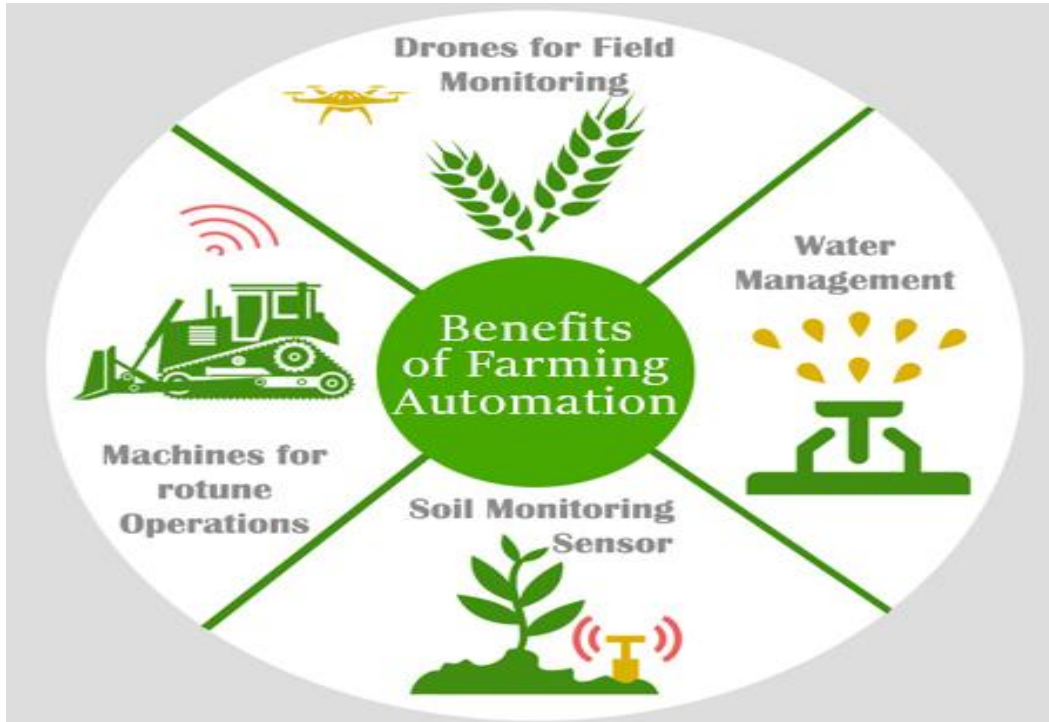 Drones for Field
Monitoring
Water
Management
Benefits
of Farming
Automation
Machines for
rotune
Operations
Soil Monitoring
Sensor